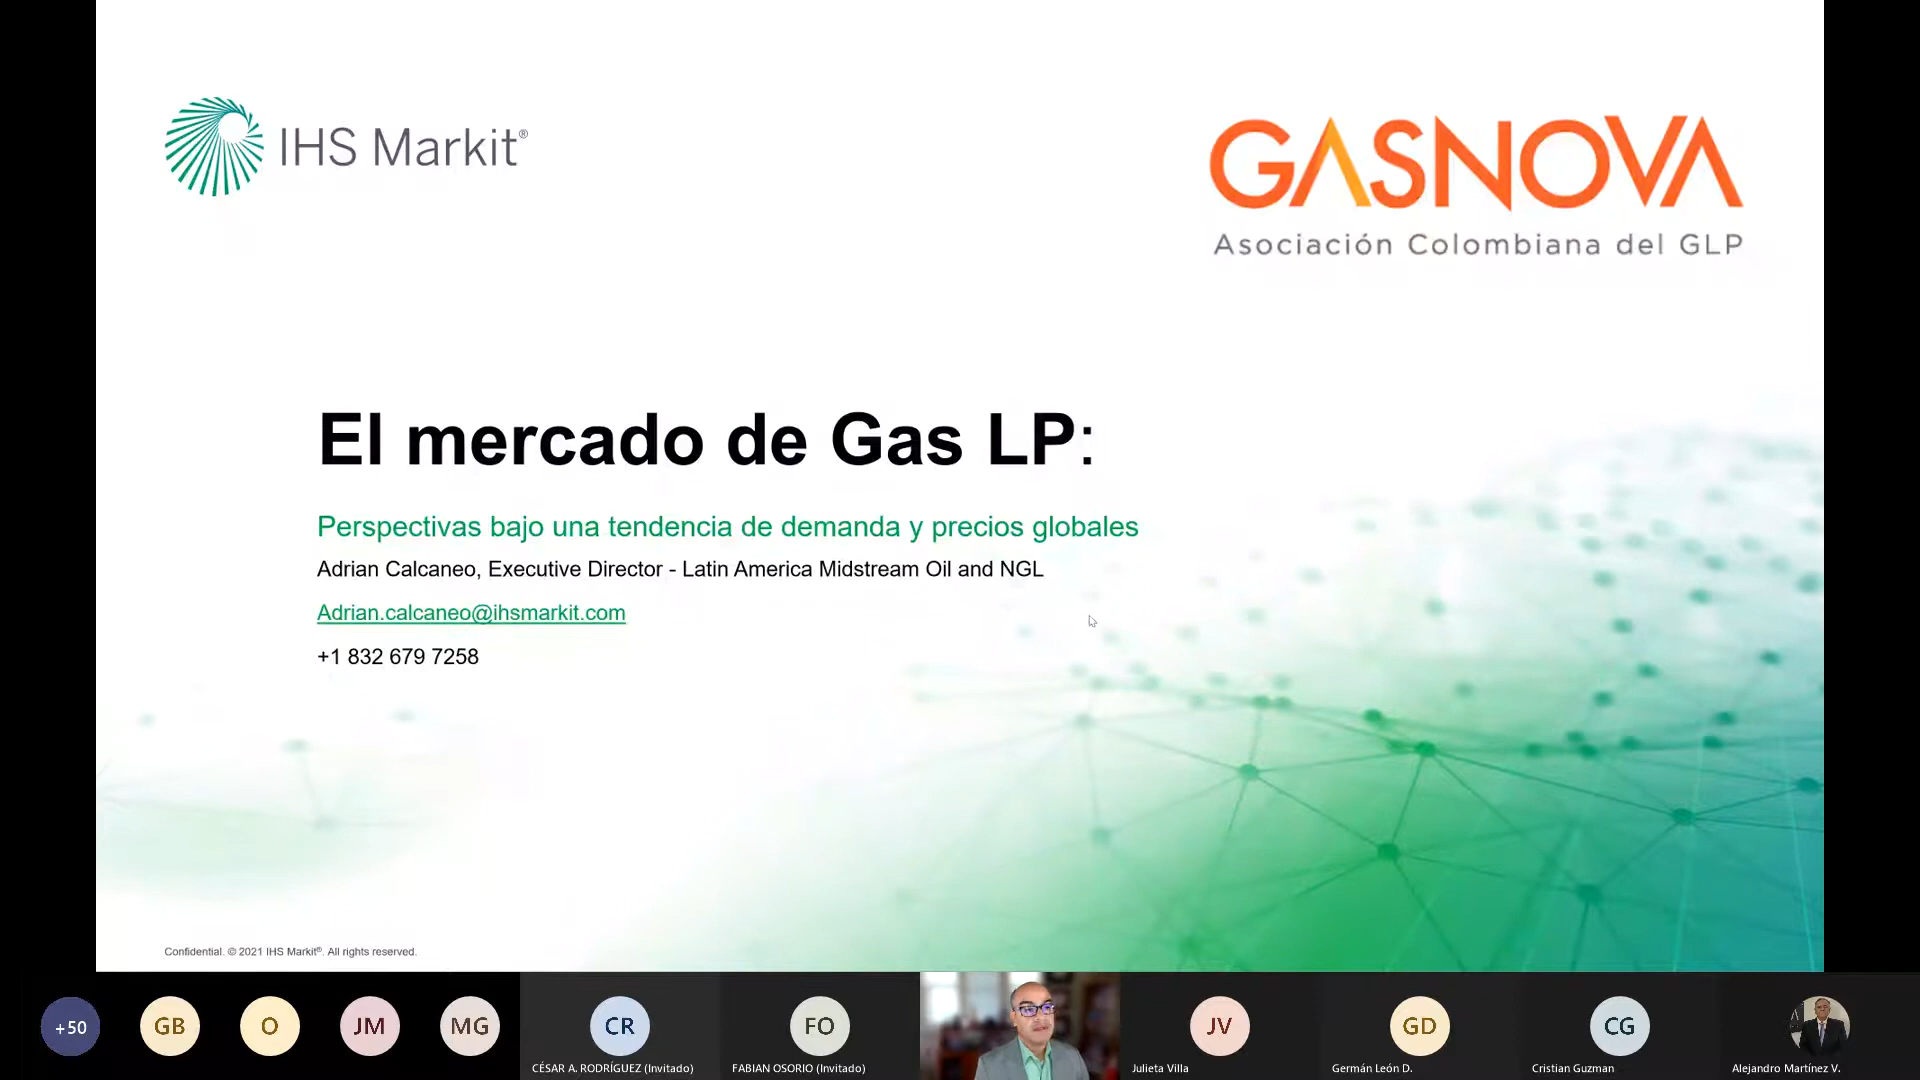 IHS Markit®
GASNOVA
Asociación Colombiana del GLP
El mercado de Gas LP:
Perspectivas bajo una tendencia de demanda y precios globales
Adrian Calcaneo, Executive Director - Latin America Midstream Oil and NGL
Adrian.calcaneo@ihsmarkit.com
+1 832 679 7258
Confidential. © 2021 IHS Markit®. All rights reserved.
+50
GB
O
JM
MG
CR
CÉSAR A. RODRÍGUEZ (Invitado)
FO
FABIAN OSORIO (Invitado)
JV
Julieta Villa
GD
Germán León D.
CG
Cristian Guzman
Alejandro Martínez V.